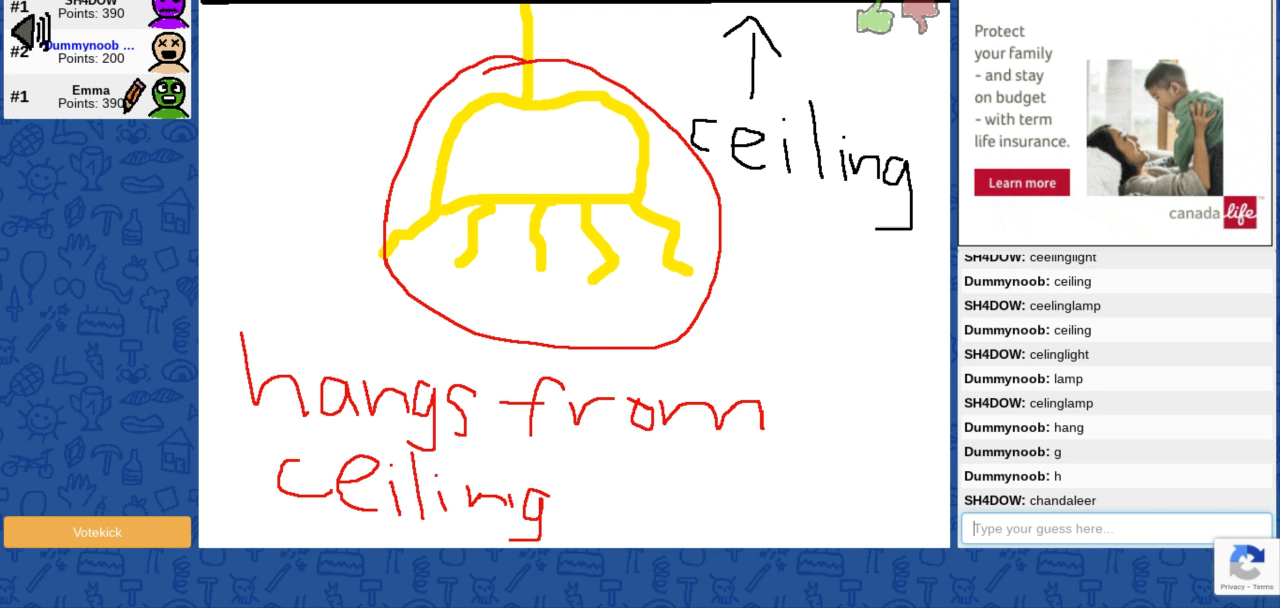 #1
SH4DOW
Points: 390
#2
Dummynoob ...
Points: 200
#1
Emma
Points: 390
Votekick
ceiling
hangs from
ceiling
Protect
your family
- and stay
on budget
- with term
life insurance.
Learn more
canada life™
SH4DOW: ceelinglight
Dummynoob: ceiling
SH4DOW: ceelinglamp
Dummynoob: ceiling
SH4DOW: celinglight
Dummynoob: lamp
SH4DOW: celinglamp
Dummynoob: hang
Dummynoob: g
Dummynoob: h
SH4DOW: chandaleer
Type your guess here...
Privacy - Terms